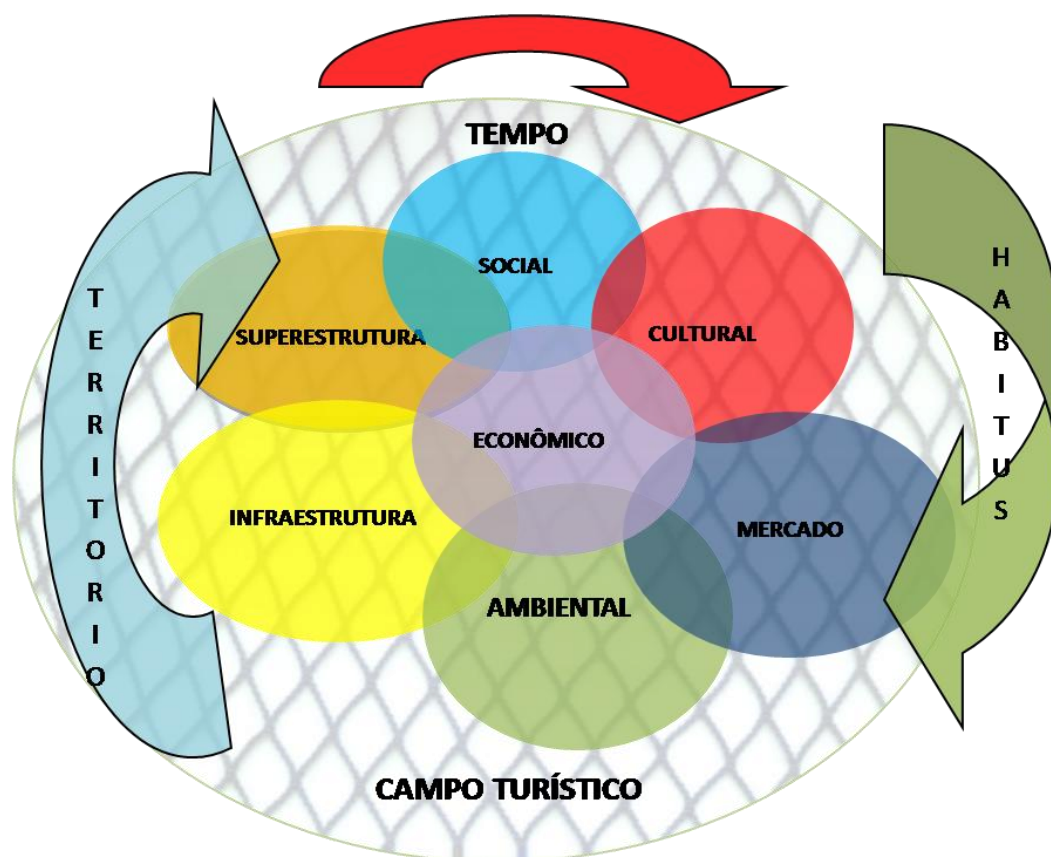 TEMPO
SOCIAL
SUPERESTRUTURA
CULTURAL
ECONÔMICO
INFRAESTRUTURA
MERCADO
AMBIENTAL
CAMPO TURÍSTICO
TERRITORIO
HABITUS